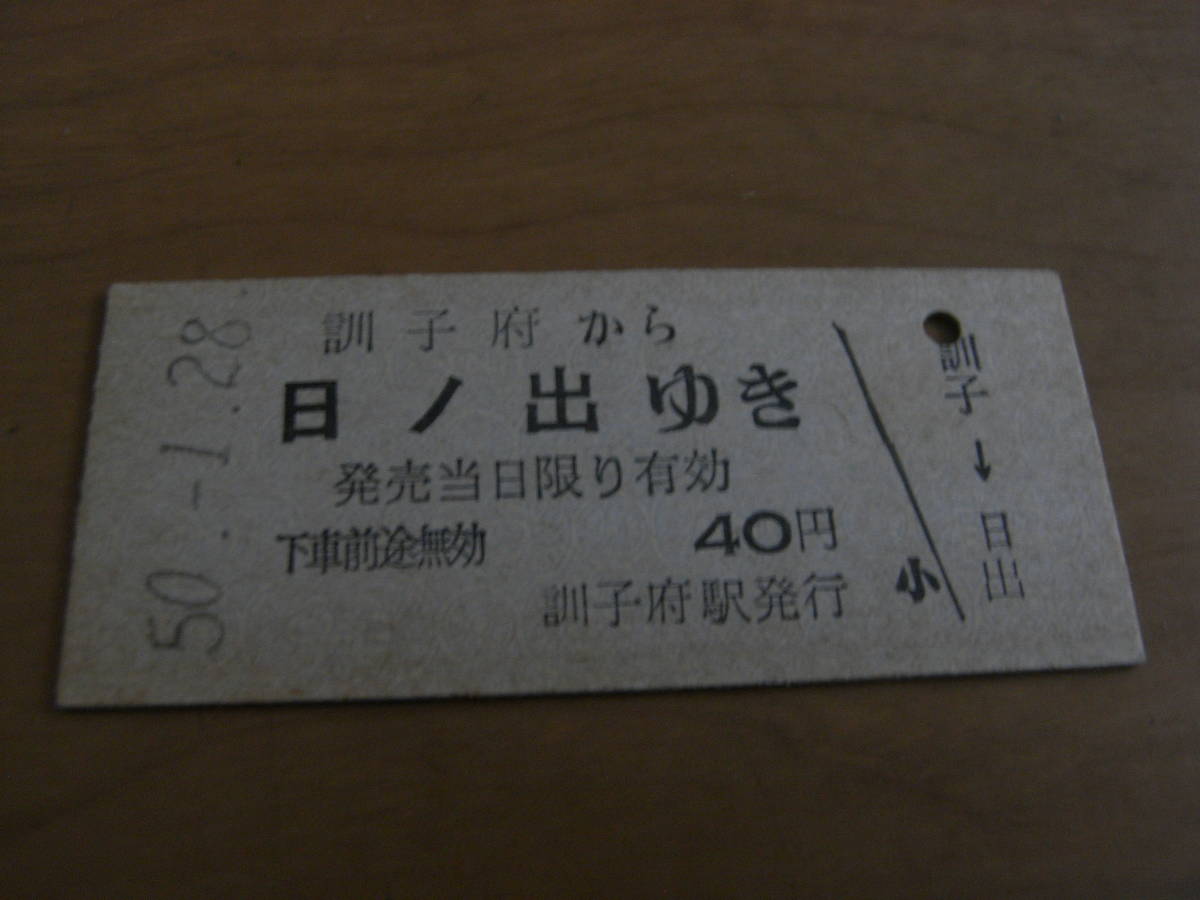 50.-1.28
訓子府から
日ノ出ゆき
発売当日限り有効
下車前途無効 40円
訓子府駅発行
小
訓子→日出